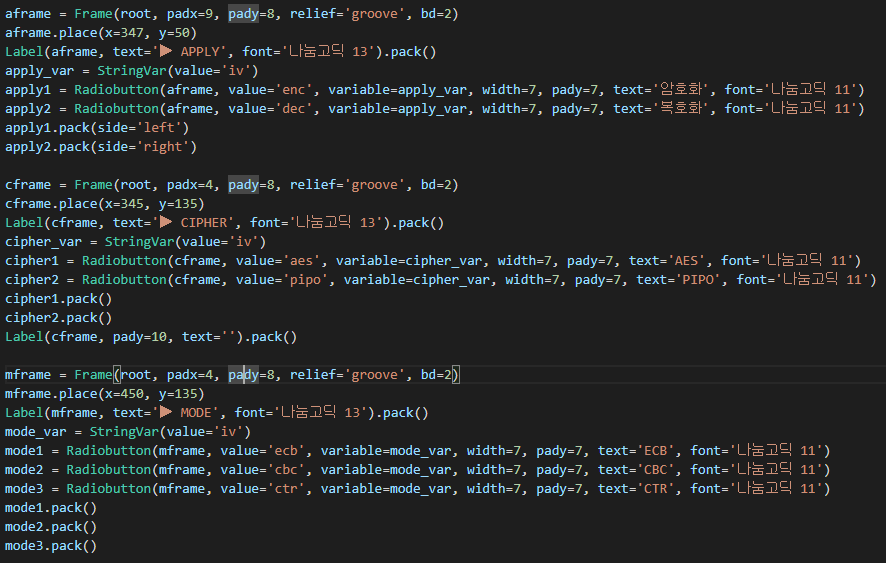 aframe = Frame(root, padx=9, pady=8, relief='groove', bd=2)
aframe.place(x=347, y=50)
Label(aframe, text='▶ APPLY', font='나눔고딕 13').pack()
apply_var = StringVar(value='iv')
apply1 = Radiobutton(aframe, value='enc', variable=apply_var, width=7, pady=7, text='암호화', font='나눔고딕 11')
apply2 = Radiobutton(aframe, value='dec', variable=apply_var, width=7, pady=7, text='복호화', font='나눔고딕 11')
apply1.pack(side='left')
apply2.pack(side='right')
cframe = Frame(root, padx=4, pady=8, relief='groove', bd=2)
cframe.place(x=345, y=135)
Label(cframe, text='▶ CIPHER', font='나눔고딕 13').pack()
cipher_var = StringVar(value='iv')
cipher1 = Radiobutton(cframe, value='aes', variable=cipher_var, width=7, pady=7, text='AES', font='나눔고딕 11')
cipher2 = Radiobutton(cframe, value='pipo', variable=cipher_var, width=7, pady=7, text='PIPO', font='나눔고딕 11')
cipher1.pack()
cipher2.pack()
Label(cframe, pady=10, text='').pack()
mframe = Frame(root, padx=4, pady=8, relief='groove', bd=2)
mframe.place(x=450, y=135)
Label(mframe, text='▶ MODE', font='나눔고딕 13').pack()
mode_var = StringVar(value='iv')
mode1 = Radiobutton(mframe, value='ecb', variable=mode_var, width=7, pady=7, text='ECB', font='나눔고딕 11')
mode2 = Radiobutton(mframe, value='cbc', variable=mode_var, width=7, pady=7, text='CBC', font='나눔고딕 11')
mode3 = Radiobutton(mframe, value='ctr', variable=mode_var, width=7, pady=7, text='CTR', font='나눔고딕 11')
mode1.pack()
mode2.pack()
mode3.pack()